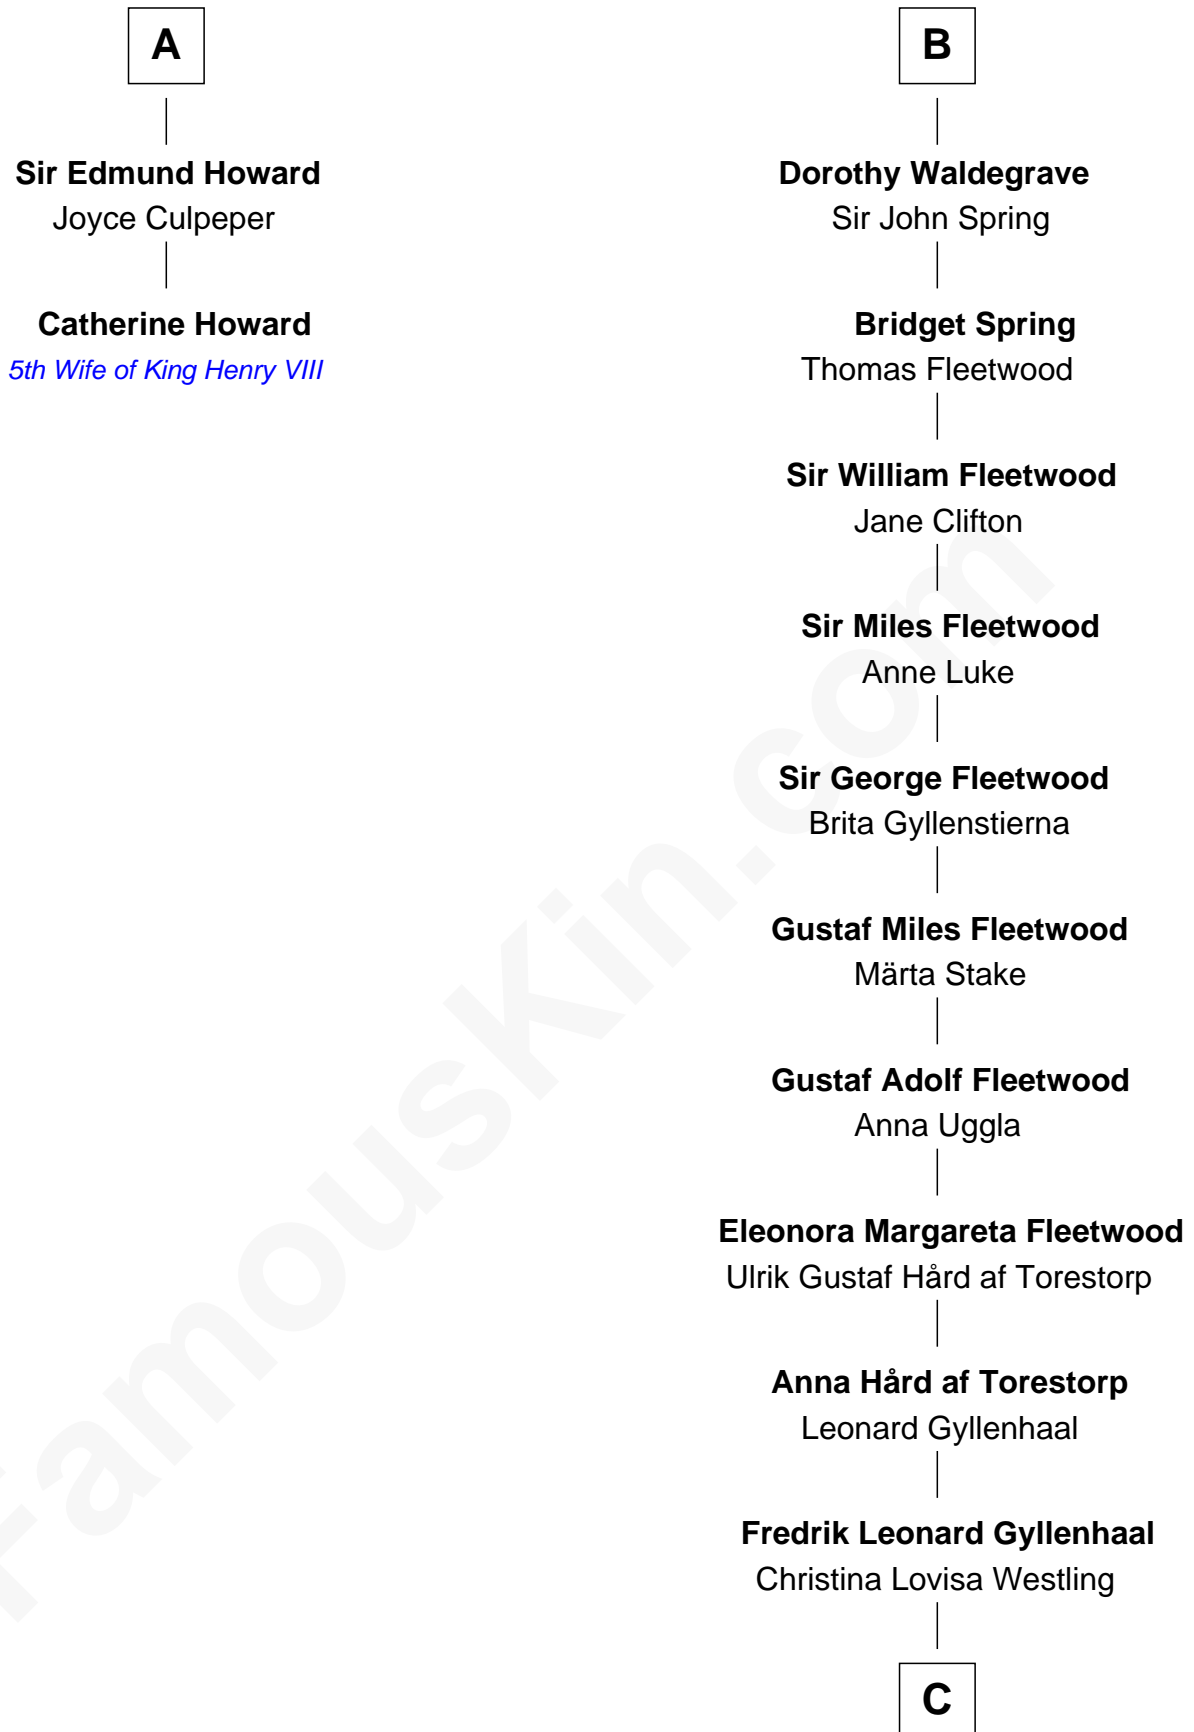 A
Sir Edmund Howard
Joyce Culpeper
Catherine Howard
5th Wife of King Henry VIII
B
Dorothy Waldegrave
Sir John Spring
Bridget Spring
Thomas Fleetwood
Sir William Fleetwood
Jane Clifton
Sir Miles Fleetwood
Anne Luke
Sir George Fleetwood
Brita Gyllenstierna
Gustaf Miles Fleetwood
Märta Stake
Gustaf Adolf Fleetwood
Anna Uggla
Eleonora Margareta Fleetwood
Ulrik Gustaf Hård af Torestorp
Anna Hård af Torestorp
Leonard Gyllenhaal
Fredrik Leonard Gyllenhaal
Christina Lovisa Westling
C
FamousKin.com